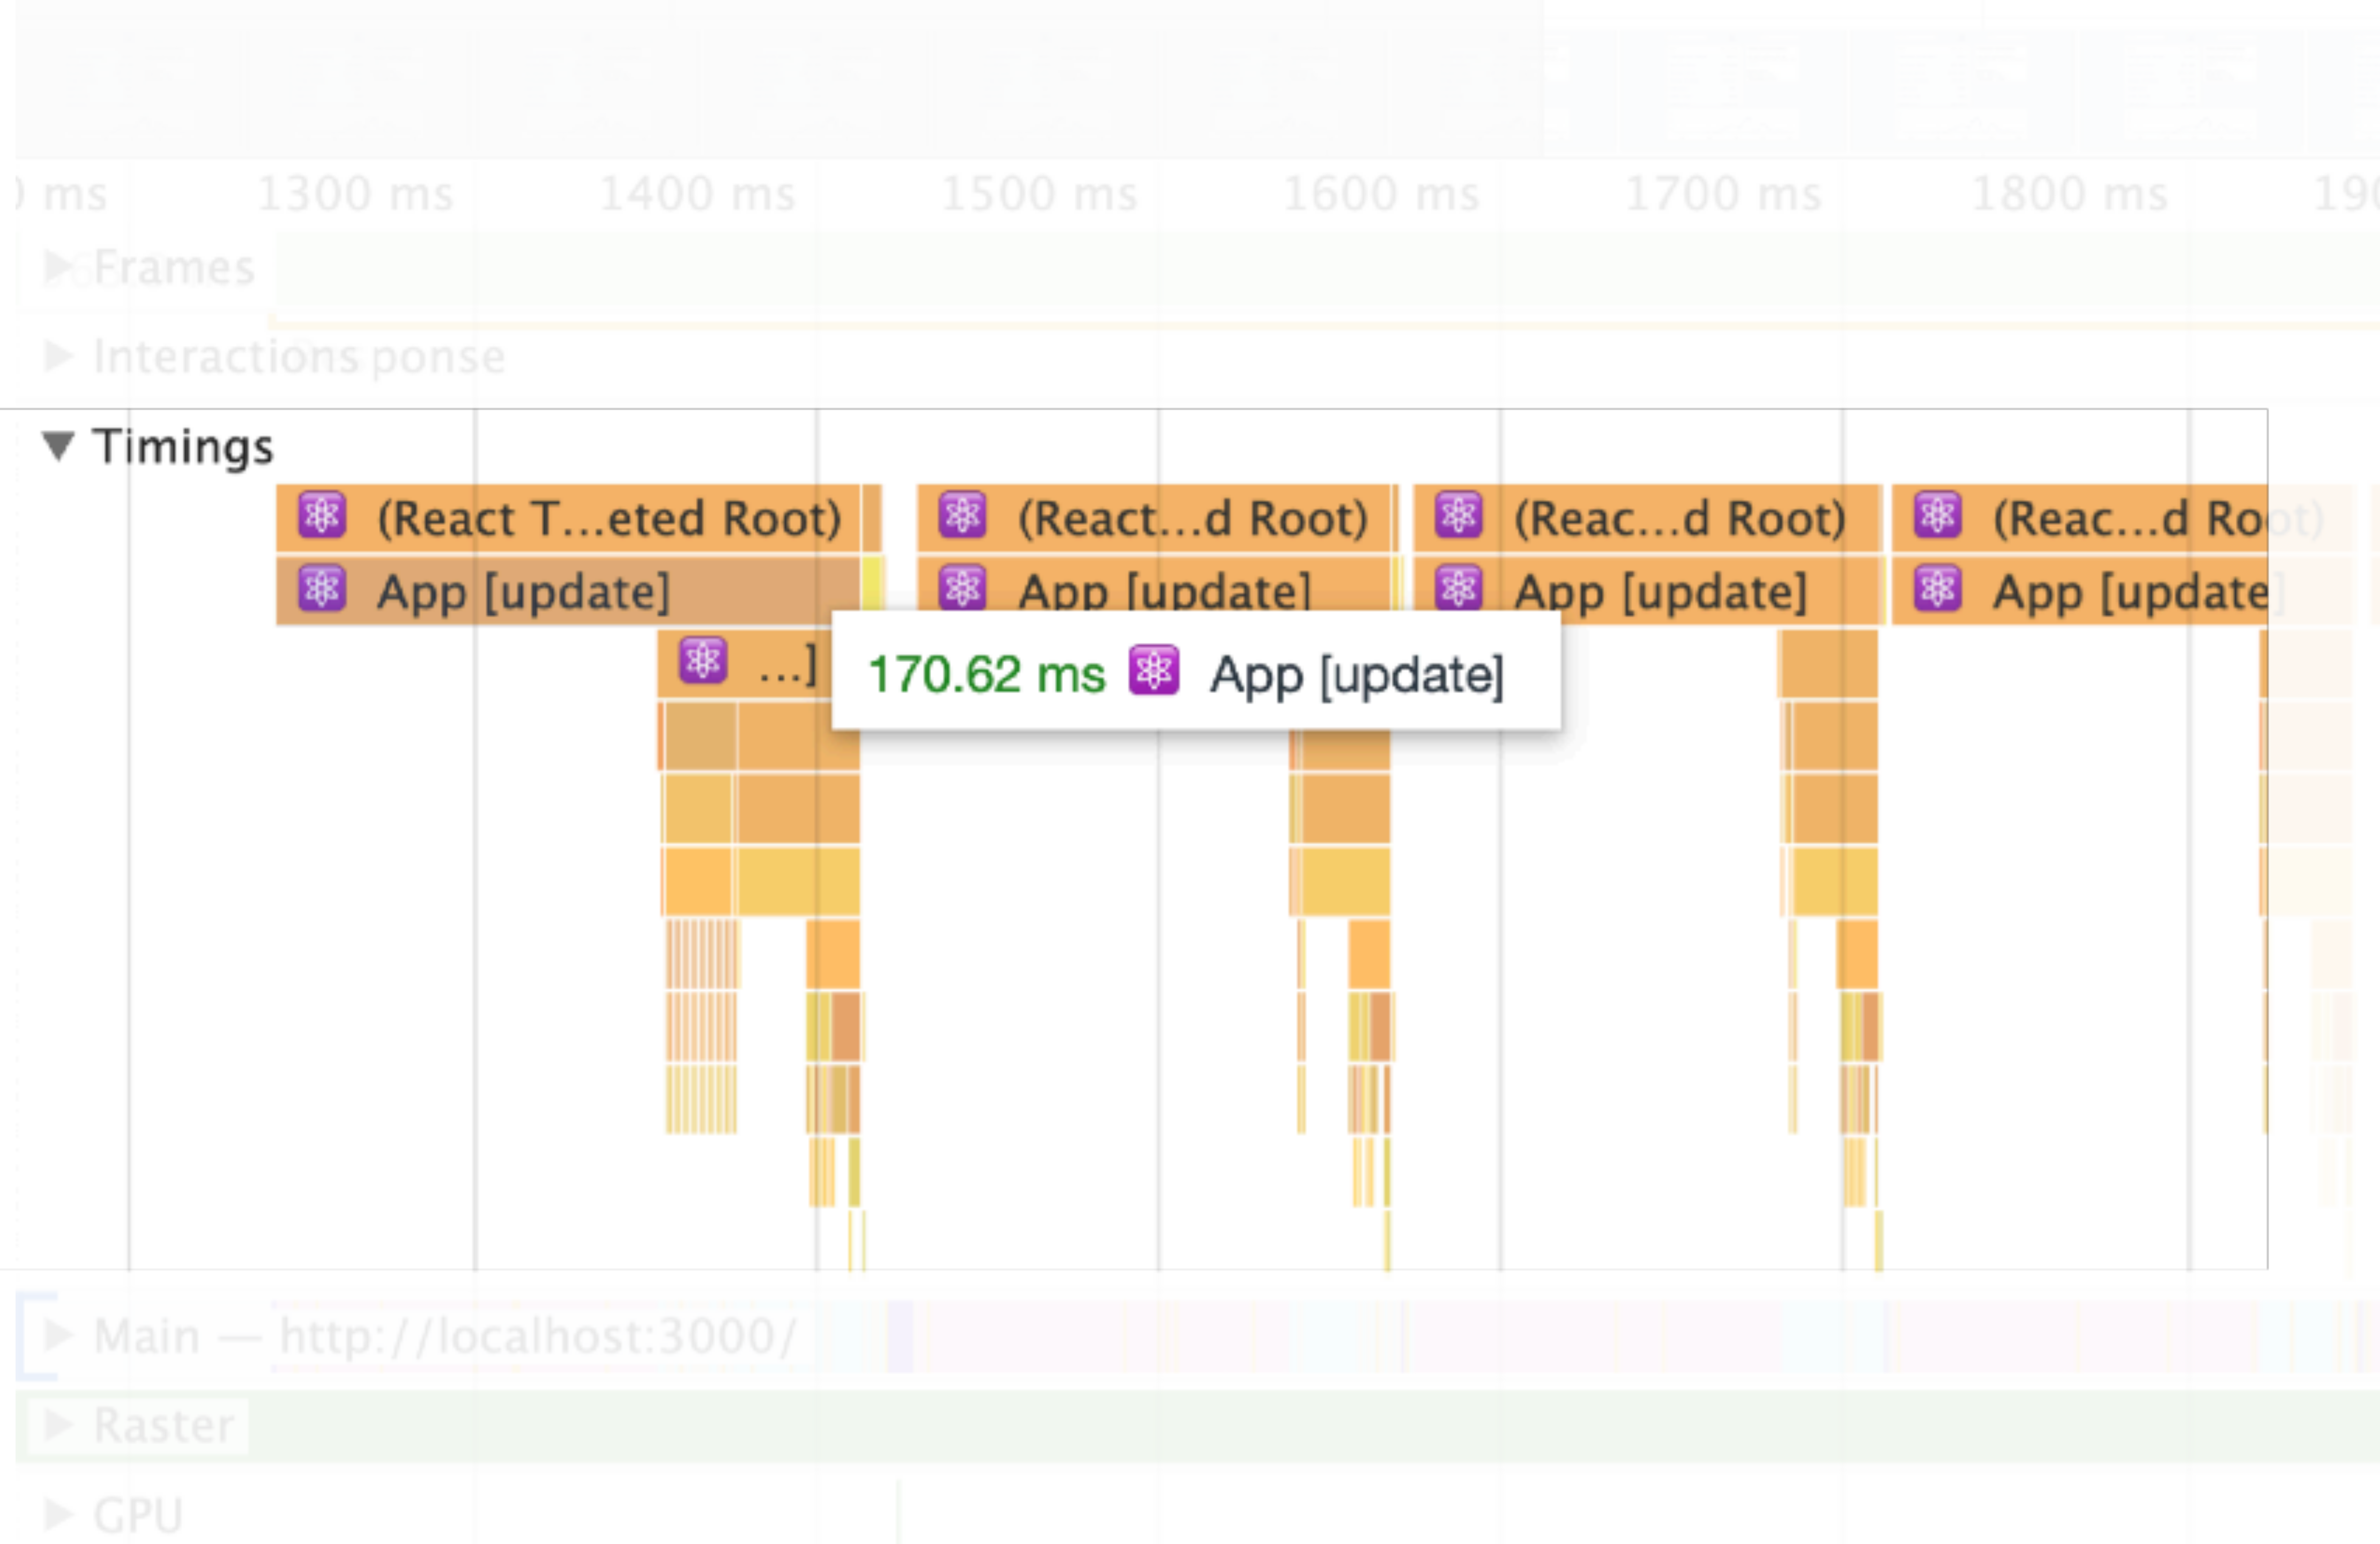 0 ms 1300 ms 1400 ms 1500 ms 1600 ms 1700 ms 1800 ms 190
Frames
Interactions ponse
Timings
(React T…eted Root) (React…d Root) (Reac…d Root) (Reac…d Root)
App [update] App [update] App [update] App [update]
…]
170.62 ms App [update]
Main — http://localhost:3000/
Raster
GPU